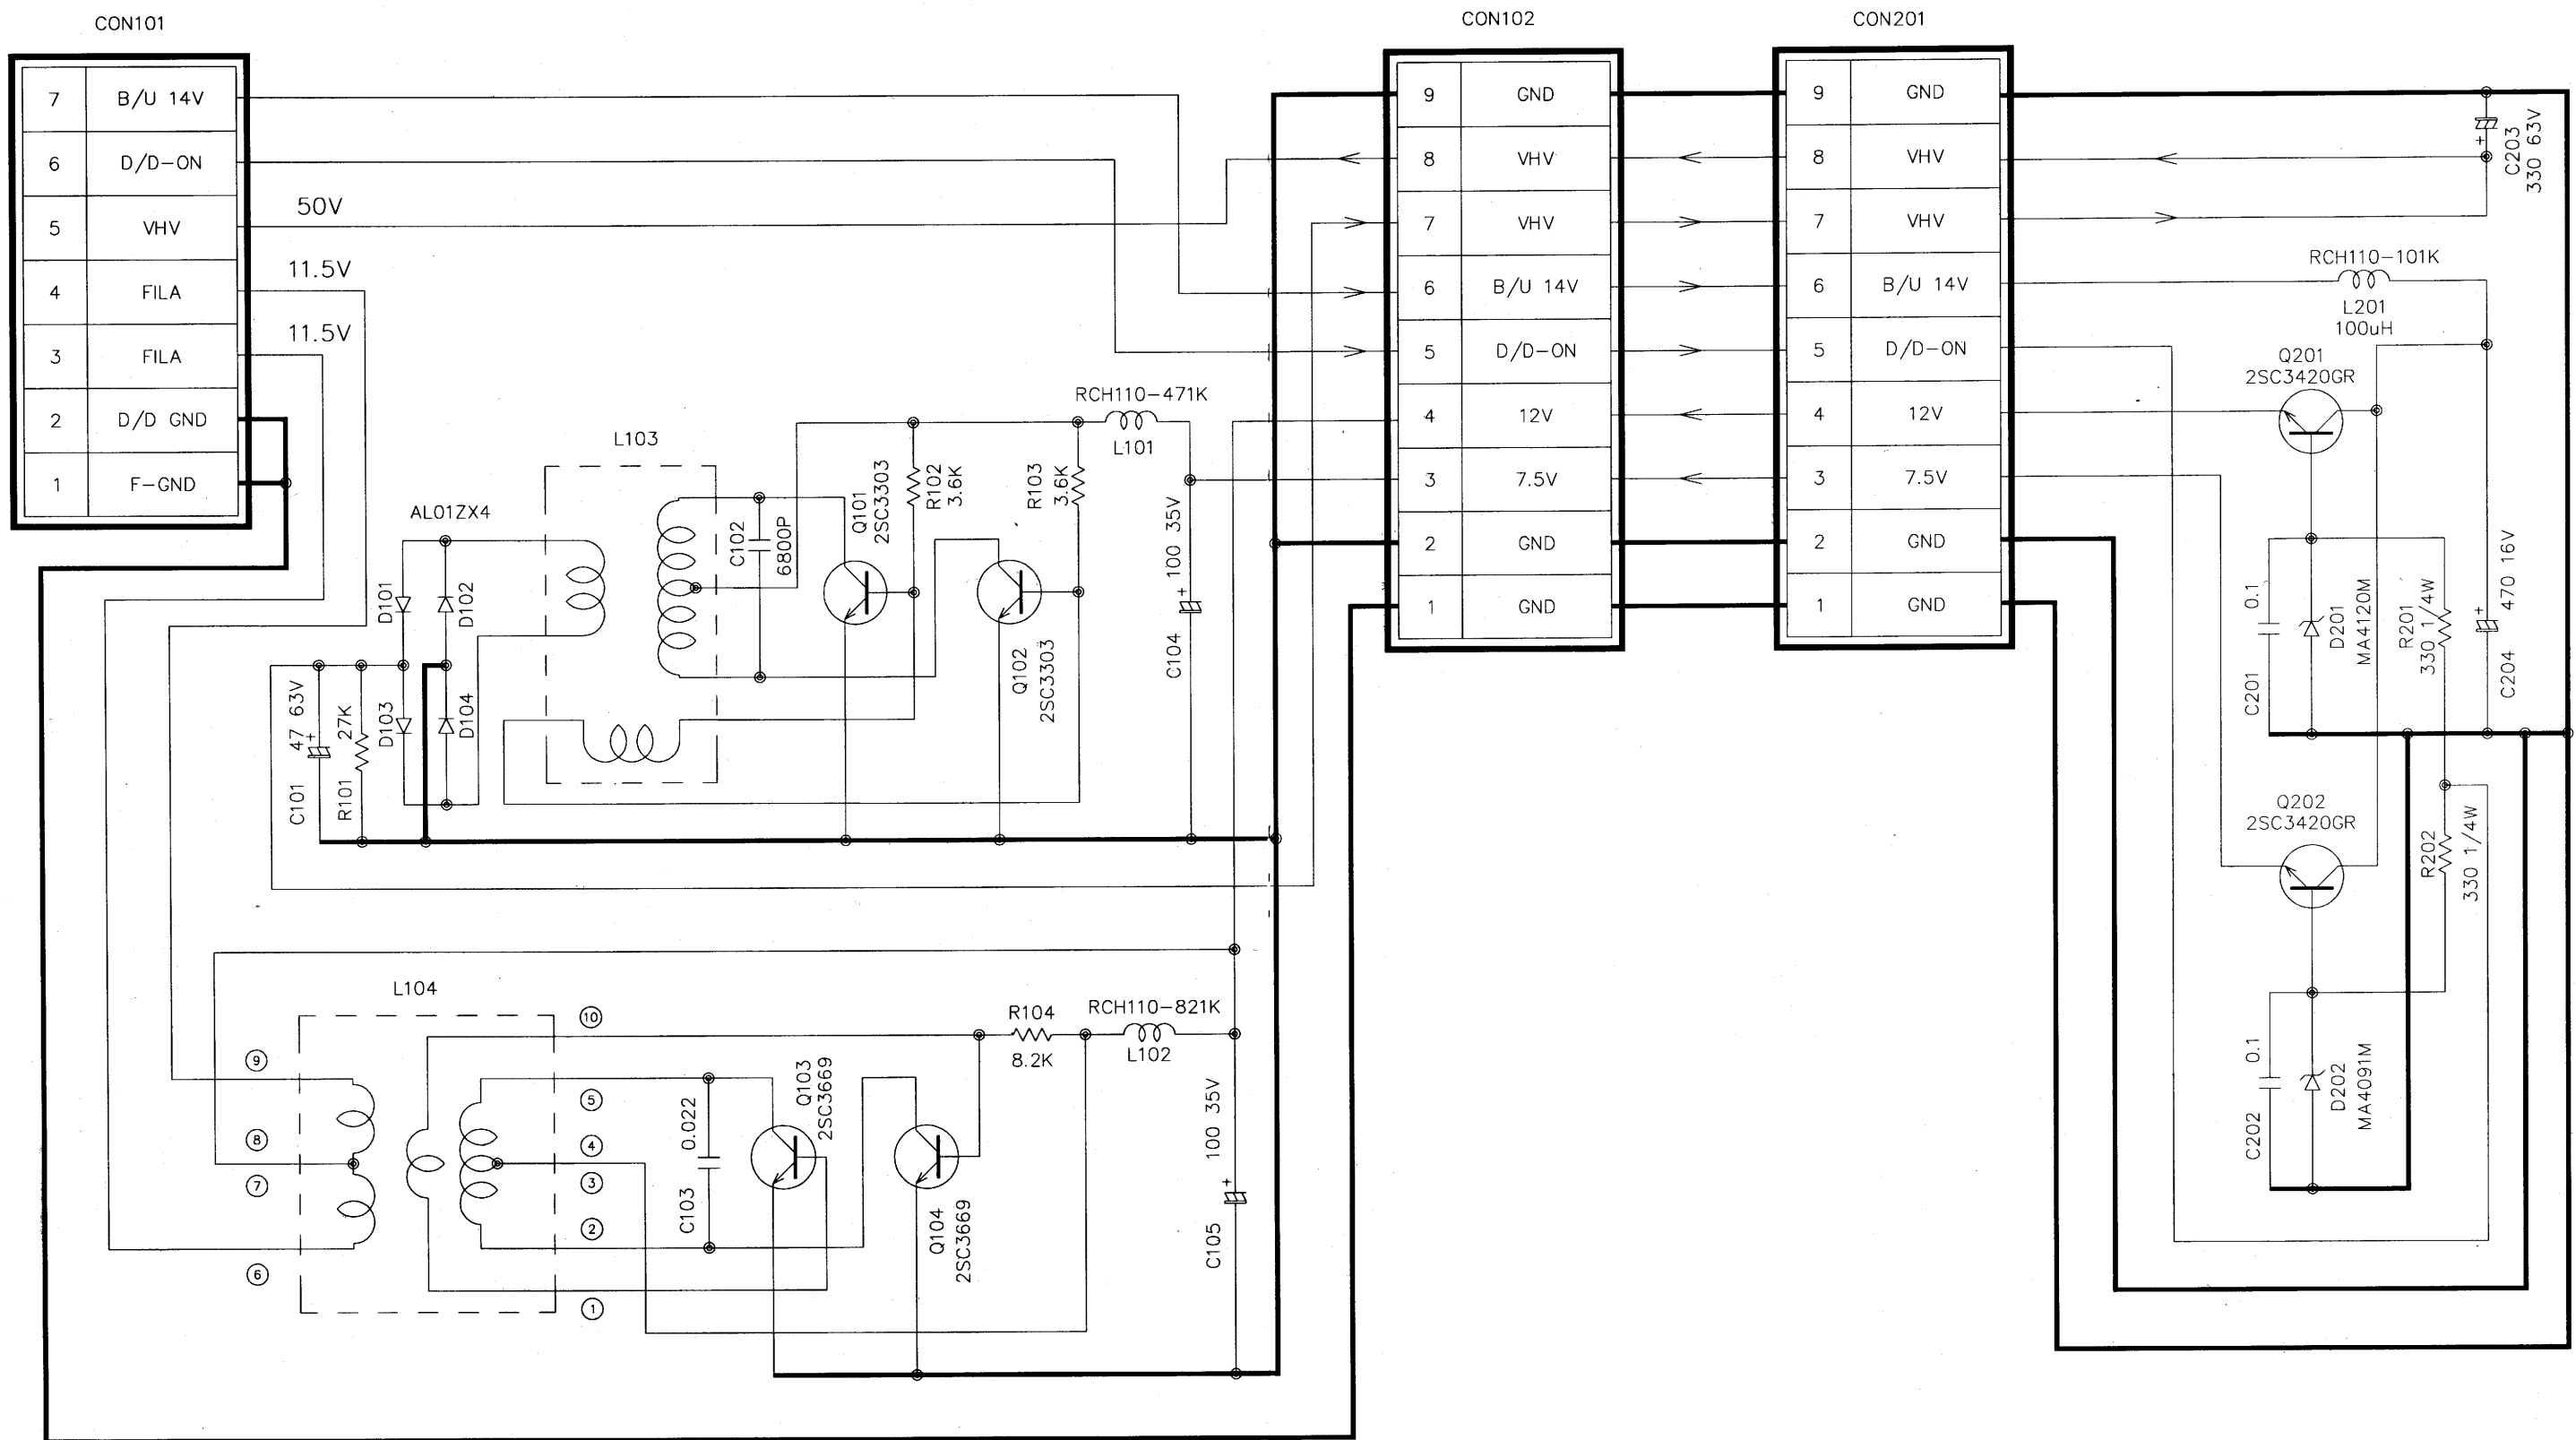 CON101
7 B/U 14V
6 D/D-ON
5 VHV
4 FILA
3 FILA
2 D/D GND
1 F-GND
50V
11.5V
11.5V
CON102
9 GND
8 VHV
7 VHV
6 B/U 14V
5 D/D-ON
4 12V
3 7.5V
2 GND
1 GND
CON201
9 GND
8 VHV
7 VHV
6 B/U 14V
5 D/D-ON
4 12V
3 7.5V
2 GND
1 GND
+
C203
330 63V
RCH110-101K
L201
100uH
Q201
2SC3420GR
0.1
C201
D201
MA4120M
R201
330 1/4W
+
470 16V
C204
Q202
2SC3420GR
R202
330 1/4W
0.1
C202
D202
MA4091M
AL01ZX4
L103
D101
D102
D103
D104
47 63V
+
C101
27K
R101
C102
6800P
Q101
2SC3303
R102
3.6K
R103
3.6K
Q102
2SC3303
RCH110-471K
L101
100 35V
+
C104
L104
10
9
8
7
6
5
4
3
2
1
0.022
C103
Q103
2SC3669
Q104
2SC3669
R104
8.2K
RCH110-821K
L102
100 35V
+
C105